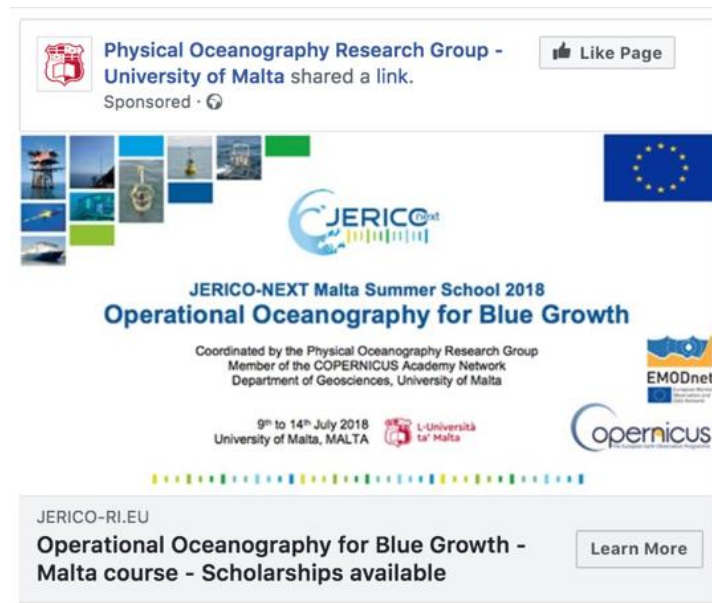 Physical Oceanography Research Group -
University of Malta shared a link.
Like Page
Sponsored ·
JERICO next
JERICO-NEXT Malta Summer School 2018
Operational Oceanography for Blue Growth
Coordinated by the Physical Oceanography Research Group
Member of the COPERNICUS Academy Network
Department of Geosciences, University of Malta
EMODnet
9th to 14th July 2018
University of Malta, MALTA
L-Università
ta' Malta
opernicus
JERICO-RI.EU
Operational Oceanography for Blue Growth -
Malta course - Scholarships available
Learn More